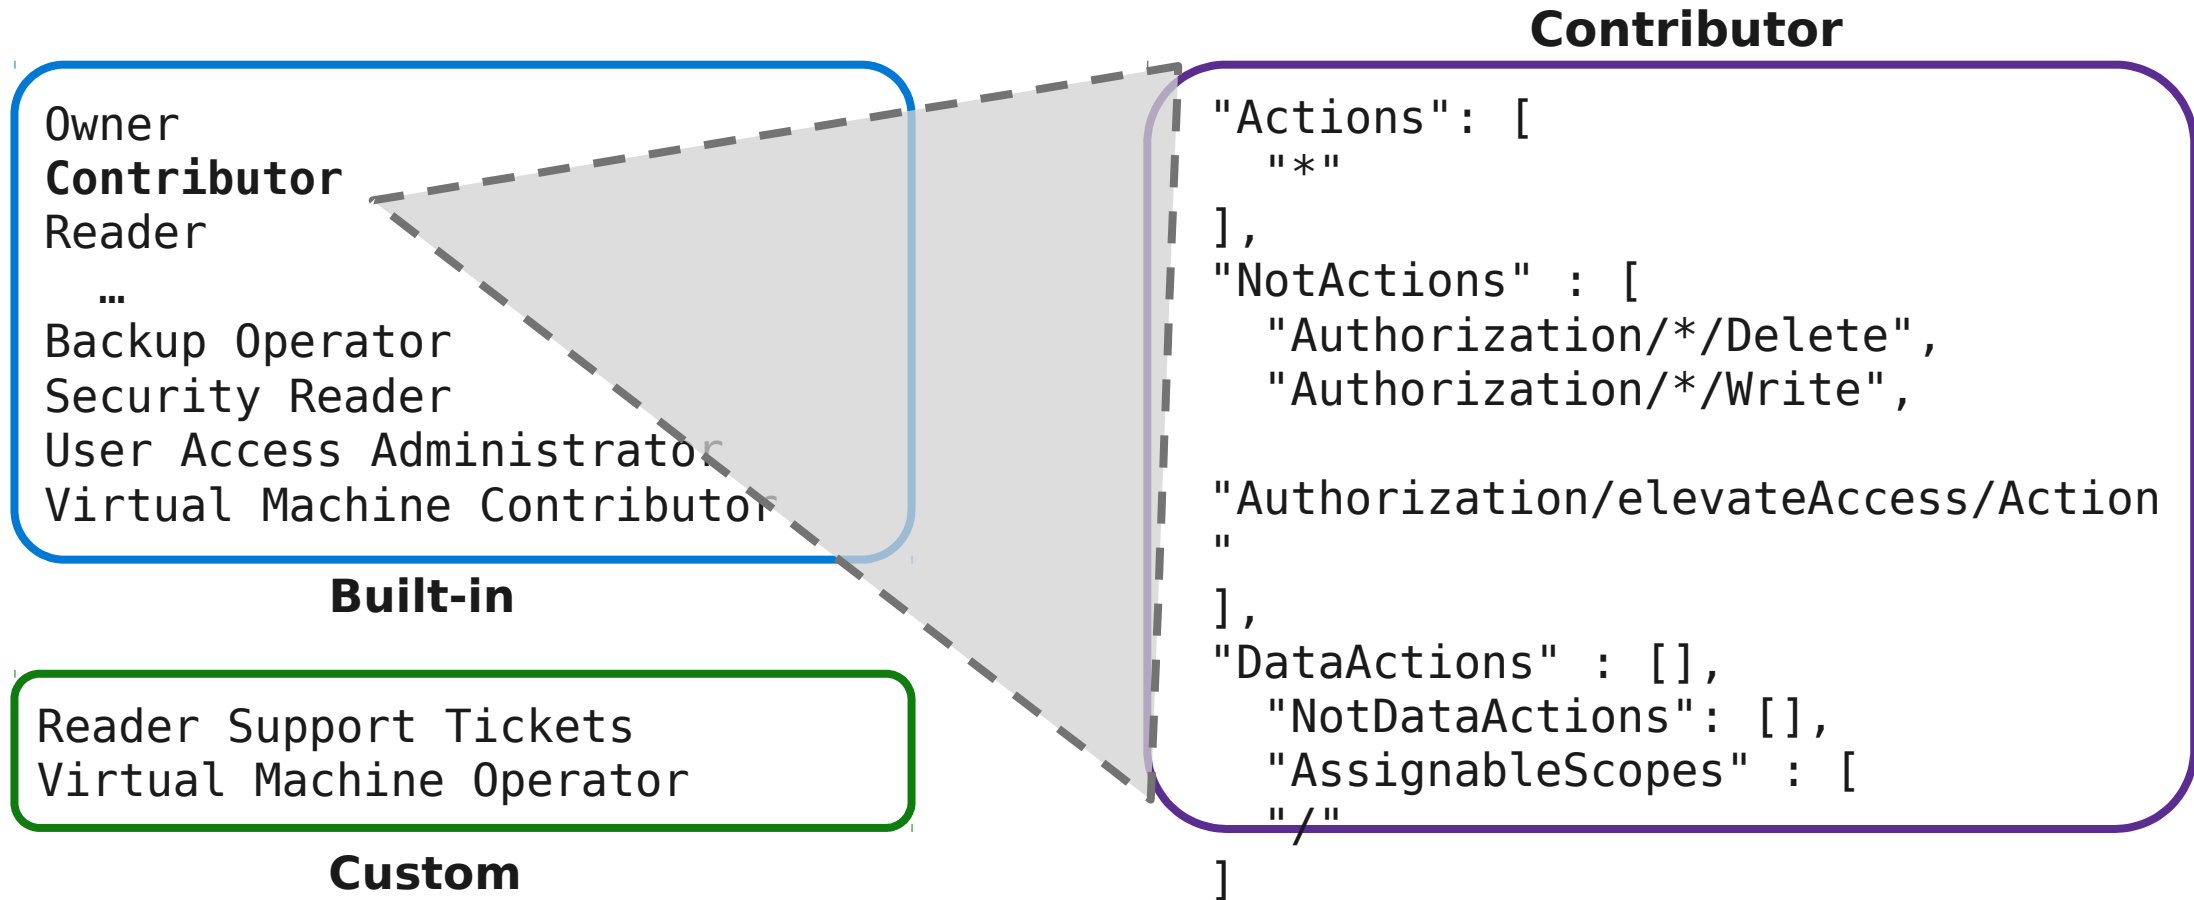 Owner
Contributor
Reader
…
Backup Operator
Security Reader
User Access Administrator
Virtual Machine Contributor
Built-in
Reader Support Tickets
Virtual Machine Operator
Custom
Contributor
"Actions": [
"*"
],
"NotActions" : [
"Authorization/*/Delete",
"Authorization/*/Write",
"Authorization/elevateAccess/Action
"
],
"DataActions" : [],
"NotDataActions": [],
"AssignableScopes" : [
"/"
]